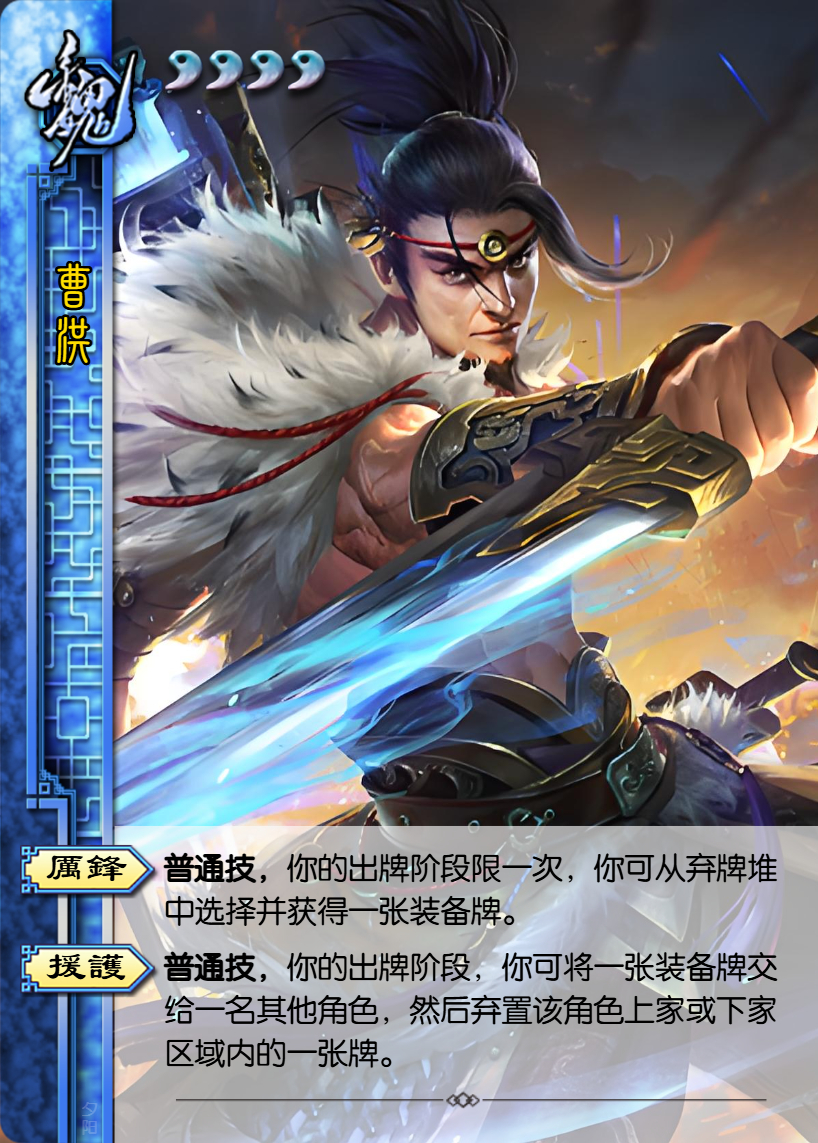 魏
曹洪
厲鋒
普通技，你的出牌阶段限一次，你可从弃牌堆
中选择并获得一张装备牌。
援護
普通技，你的出牌阶段，你可将一张装备牌交
给一名其他角色，然后弃置该角色上家或下家
区域内的一张牌。
夕阳